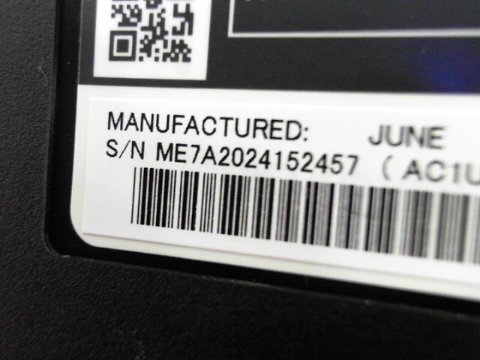 MANUFACTURED: JUNE
S/N ME7A2024152457 ( AC1U